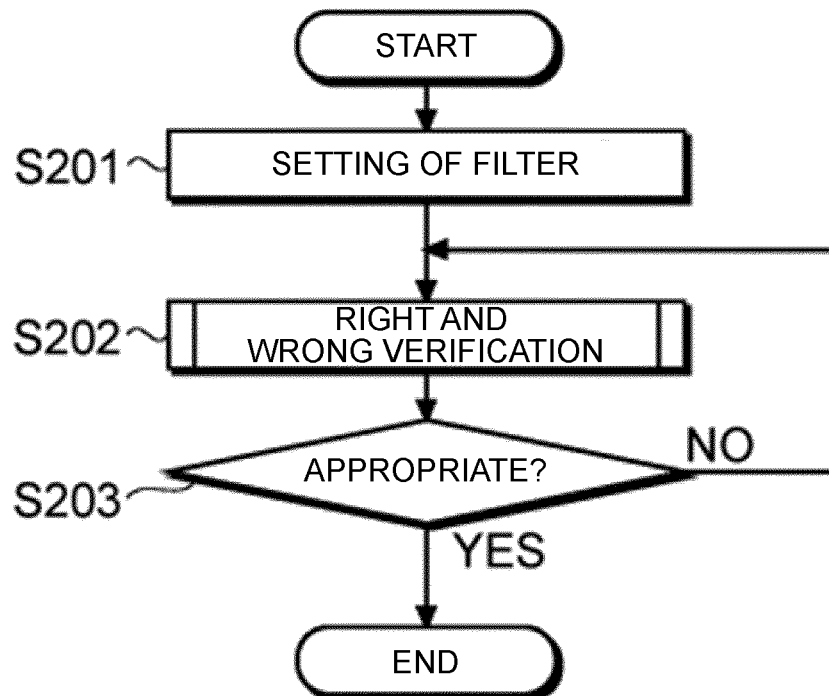 START
S201
SETTING OF FILTER
S202
RIGHT AND
WRONG VERIFICATION
S203
APPROPRIATE?
NO
YES
END